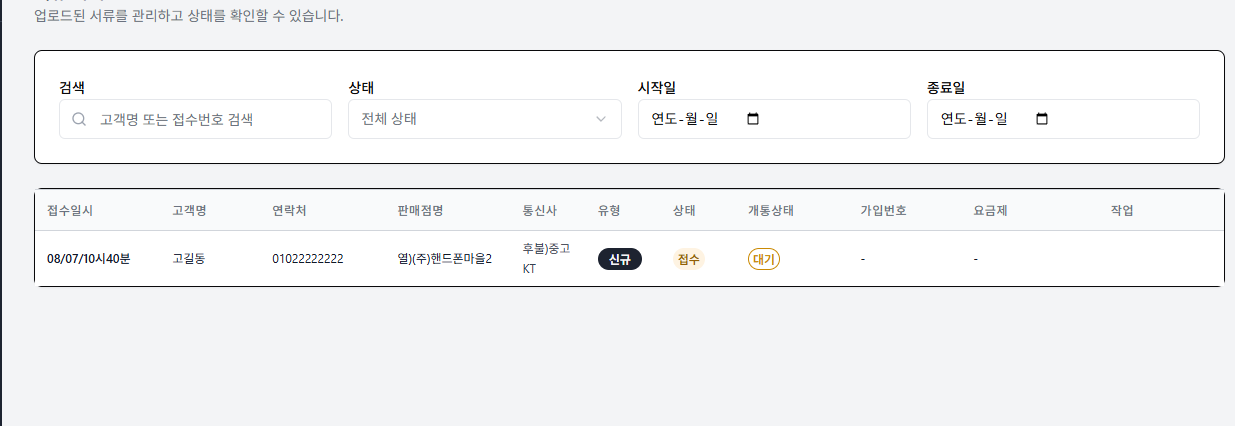 업로드된 서류를 관리하고 상태를 확인할 수 있습니다.
검색 상태 시작일 종료일
고객명 또는 접수번호 검색 전체 상태 연도-월-일 연도-월-일
접수일시 고객명 연락처 판매점명 통신사 유형 상태 개통상태 가입번호 요금제 작업
08/07/10시40분 고길동 01022222222 열)(주)핸드폰마을2 후불)중고 KT 신규 접수 대기 - -